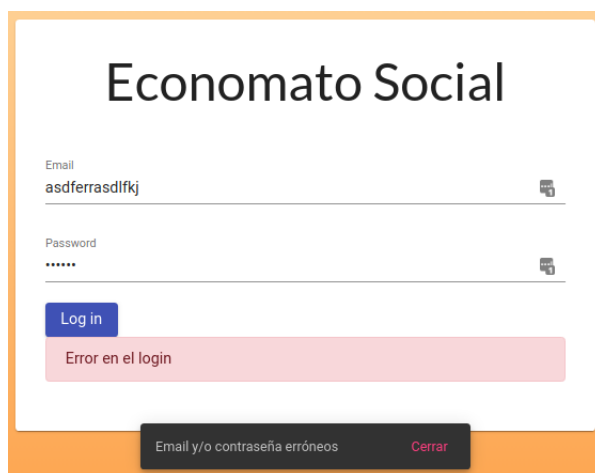 Economato Social
Email
asdferrasdlfkj
Password
••••••
Log in
Error en el login
Email y/o contraseña erróneos Cerrar